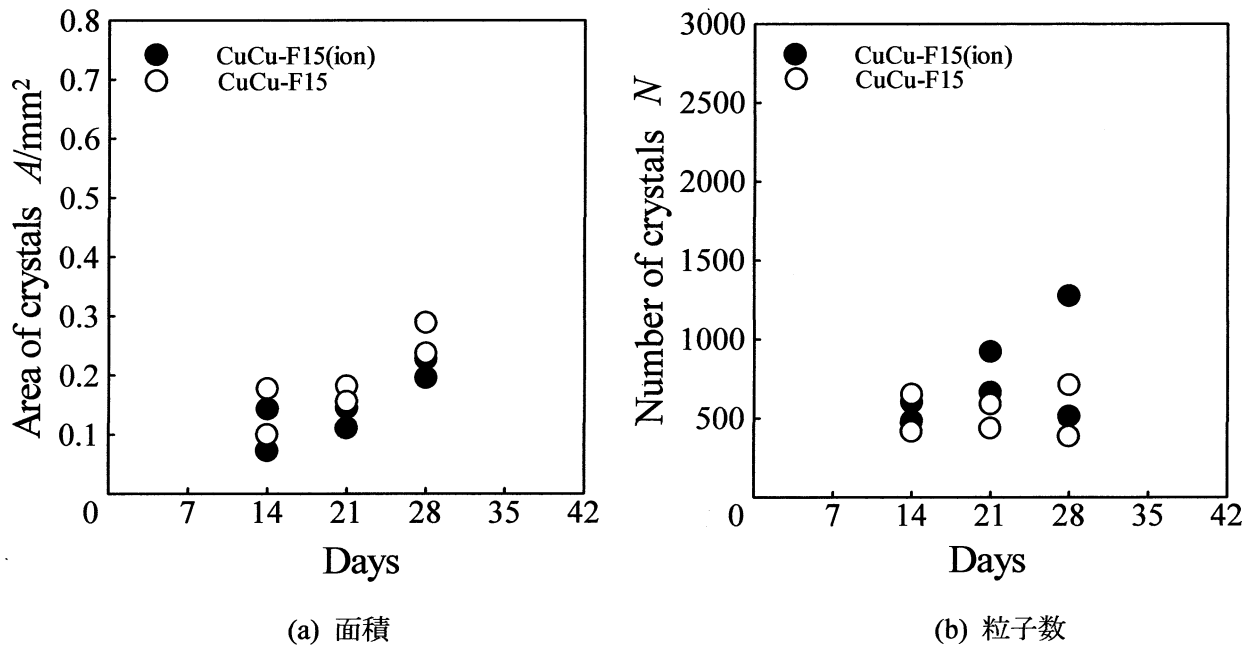 0.8
0.7
0.6
0.5
0.4
0.3
0.2
0.1
0
Area of crystals A/mm²
CuCu-F15(ion)
CuCu-F15
7 14 21 28 35 42
Days
(a) 面積
3000
2500
2000
1500
1000
500
0
Number of crystals N
CuCu-F15(ion)
CuCu-F15
7 14 21 28 35 42
Days
(b) 粒子数